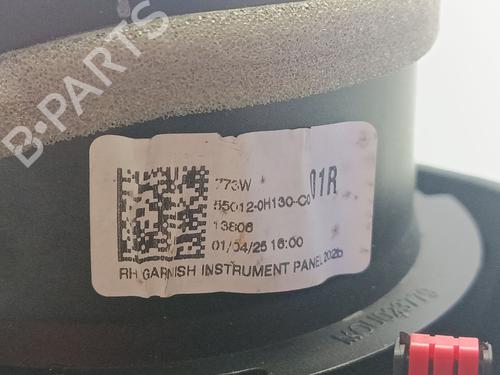 B-PARTS
773W
01R
55012-0H130-C0
13806
01/04/25 16:00
RH GARNISH INSTRUMENT PANEL 202B